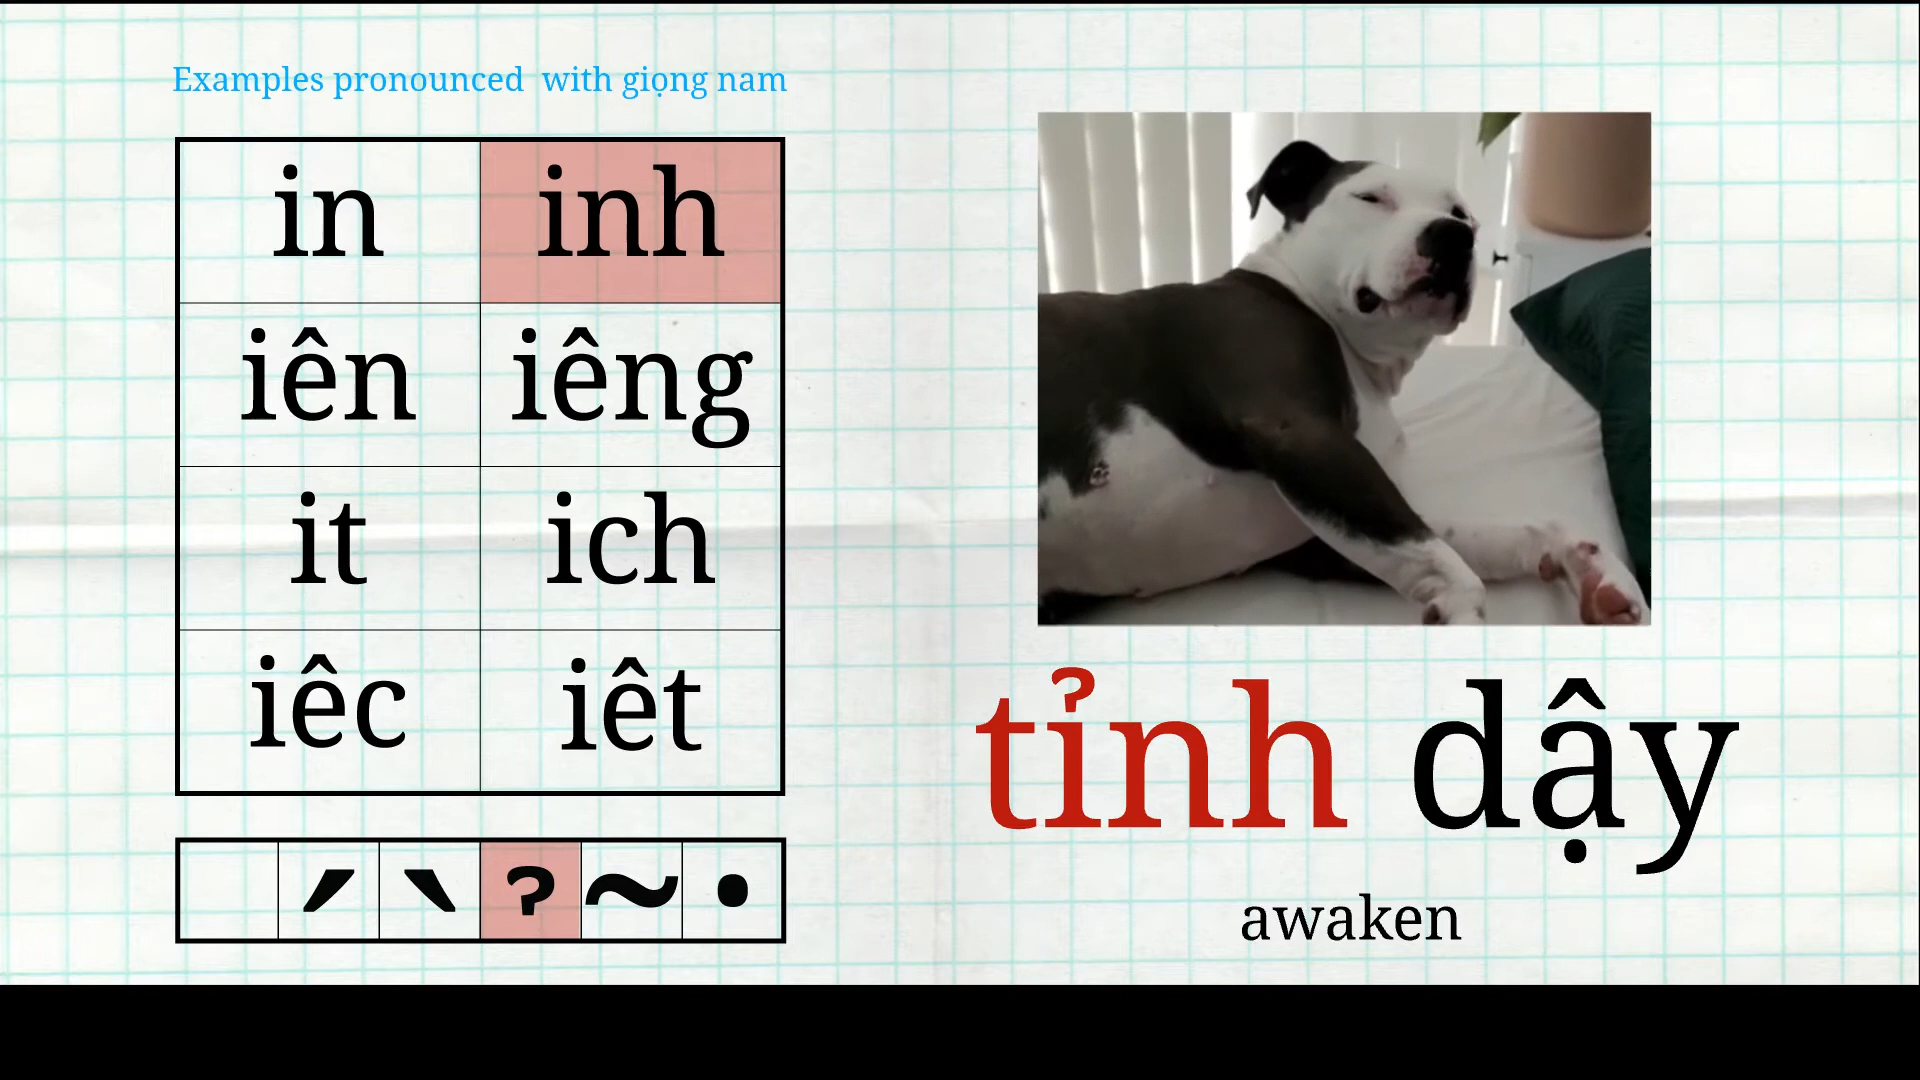 Examples pronounced with giọng nam
in inh
iên iêng
it ich
iêc iêt
´ ` ̉ ~ •
tỉnh dậy
awaken